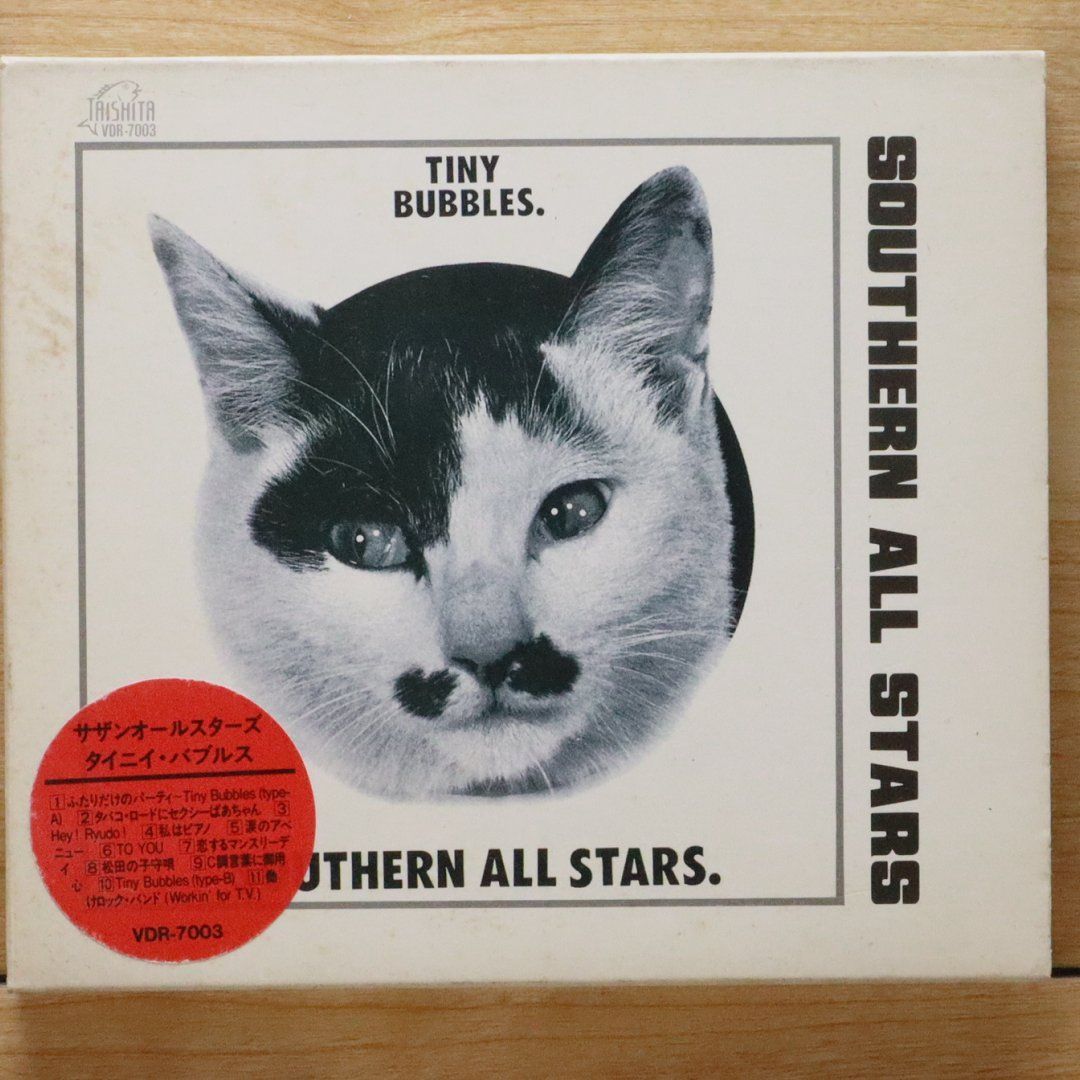 TAISHITA
VDR-7003
TINY
BUBBLES.
SOUTHERN ALL STARS
UTHERN ALL STARS.
サザンオールスターズ
タイニイ・バブルス
1 ふたりだけのパーティ~Tiny Bubbles (type-
A) 2 タバコ・ロードにセクシーばあちゃん 3
Hey! Ryudo! 4 私はピアノ 5 涙のアベ
ニュー 6 TO YOU 7 恋するマンスリーデ
イ 8 松田の子守唄 9 C調言葉に御用
心 10 Tiny Bubbles (type-B) 11 働
けロック・バンド (Workin' for T.V.)
VDR-7003